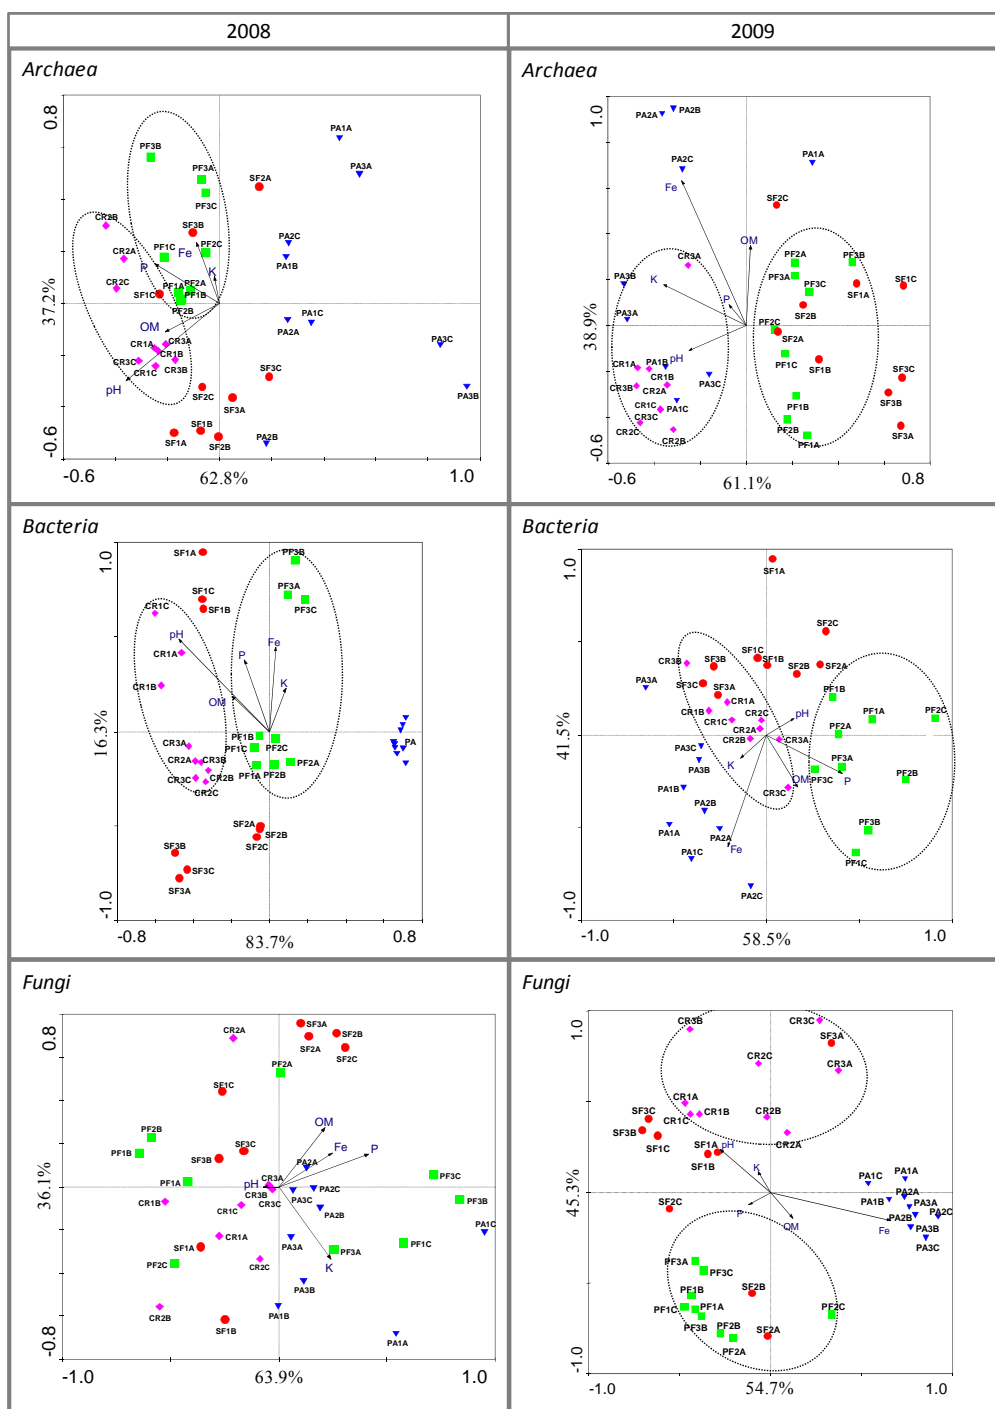 2008
2009
Archaea
0.8
37.2%
-0.6
-0.6
62.8%
1.0
PA1A
PA3A
PF3B
PF3A
SF2A
PF3C
CR2B
SF3B
PA2C
PF1C
Fe
PF2C
CR2A
P
K
PA1B
CR2C
PF1A
PF2A
SF1C
PF1B
PF2B
PA1C
OM
PA2A
CR1A
CR3A
PA3C
CR3C
CR1B
CR1C
CR3B
SF3C
pH
SF2C
SF3A
PA3B
SF1A
SF1B
SF2B
PA2B
Archaea
1.0
38.9%
-0.6
-0.6
61.1%
0.8
PA2A
PA2B
PA2C
PA1A
Fe
SF2C
OM
CR3A
PF2A
PF3B
PA3B
K
PF3A
SF1C
PF3C
SF1A
P
SF2B
PA3A
PF2C
SF2A
pH
PF1C
SF1B
CR1A
PA1B
CR1B
PA3C
SF3C
CR3B
CR2A
PF1B
SF3B
CR1C
PA1C
CR3C
CR2C
PF2B
CR2B
PF1A
SF3A
Bacteria
1.0
16.3%
-1.0
-0.8
83.7%
0.8
SF1A
PF3B
SF1C
PF3A
CR1C
SF1B
PF3C
pH
Fe
CR1A
P
CR1B
K
OM
PF1B
CR3A
PF1C
PF2C
PA
CR2A
CR3B
PF1A
PF2B
PF2A
CR3C
CR2B
CR2C
SF2A
SF2B
SF2C
SF3B
SF3C
SF3A
Bacteria
1.0
41.5%
-1.0
-1.0
58.5%
1.0
SF1A
SF2C
CR3B
SF3B
SF1C
SF1B
SF2B
SF2A
PA3A
SF3C
SF3A
PF1B
CR1A
CR1B
CR1C
CR2C
pH
PF1A
PF2C
CR2A
PF2A
PA3C
CR2B
CR3A
PA3B
K
PF3A
PF3C
OM
P
PF2B
PA1B
CR3C
PA2B
PA1A
PA2A
PF3B
PA1C
Fe
PF1C
PA2C
Fungi
0.8
36.1%
-0.8
-1.0
63.9%
1.0
CR2A
SF3A
SF2B
SF2A
SF2C
PF2A
SF1C
PF2B
OM
PF1B
SF3C
Fe
P
SF3B
PA2A
PF1A
pH
CR3A
PF3C
CR3B
PA3C
PA2C
CR1B
CR3C
PF3B
CR1C
PA2B
PA1C
SF1A
CR1A
PA3A
PF3A
PF1C
PF2C
CR2C
K
PA3B
CR2B
SF1B
PA1B
PA1A
Fungi
1.0
45.3%
-1.0
-1.0
54.7%
1.0
CR3B
CR3C
SF3A
CR2C
CR3A
CR1A
SF3C
CR1C
CR1B
CR2B
SF3B
SF1C
SF1A
CR2A
pH
SF1B
K
PA1C
PA1A
PA1B
PA2A
SF2C
P
PA3A
PA2C
OM
PA2B
Fe
PA3B
PA3C
PF3A
PF3C
PF1B
SF2B
PF1C
PF1A
PF2C
PF3B
PF2B
SF2A
PF2A